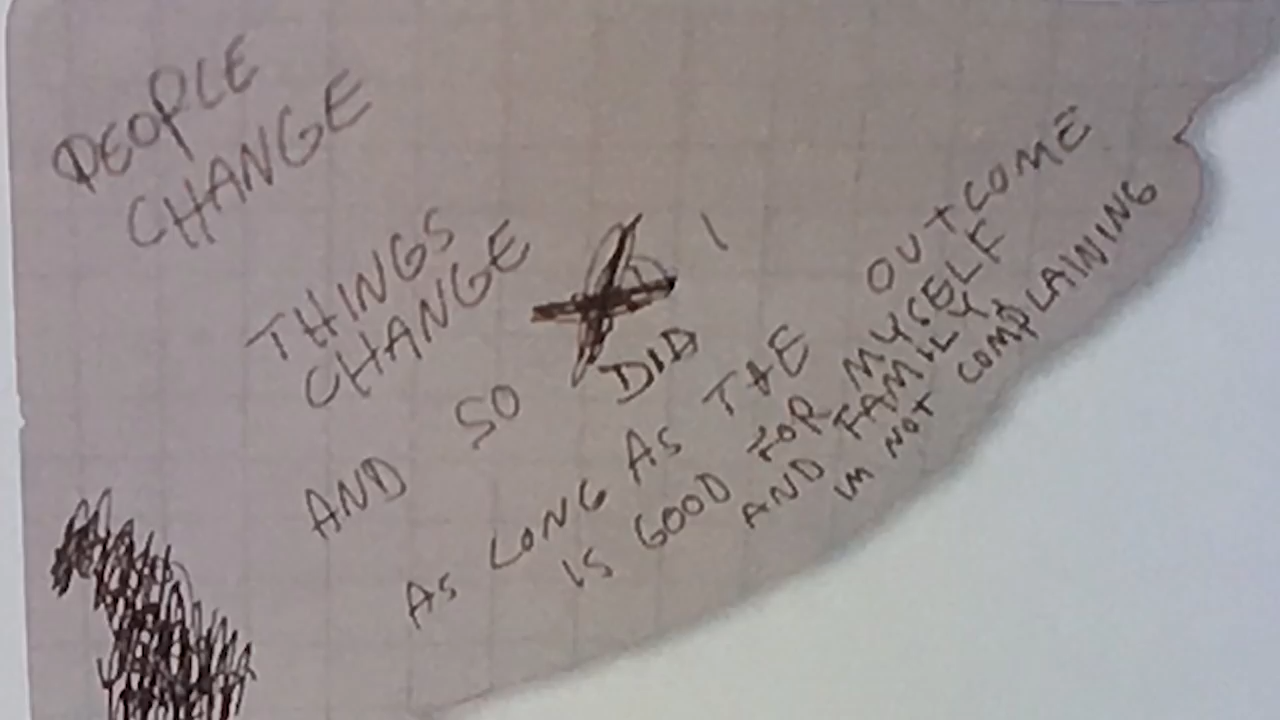 PEOPLE
CHANGE
THINGS
CHANGE
AND SO DID I
AS LONG AS THE OUTCOME
IS GOOD FOR MYSELF
AND FAMILY
IM NOT COMPLAINING